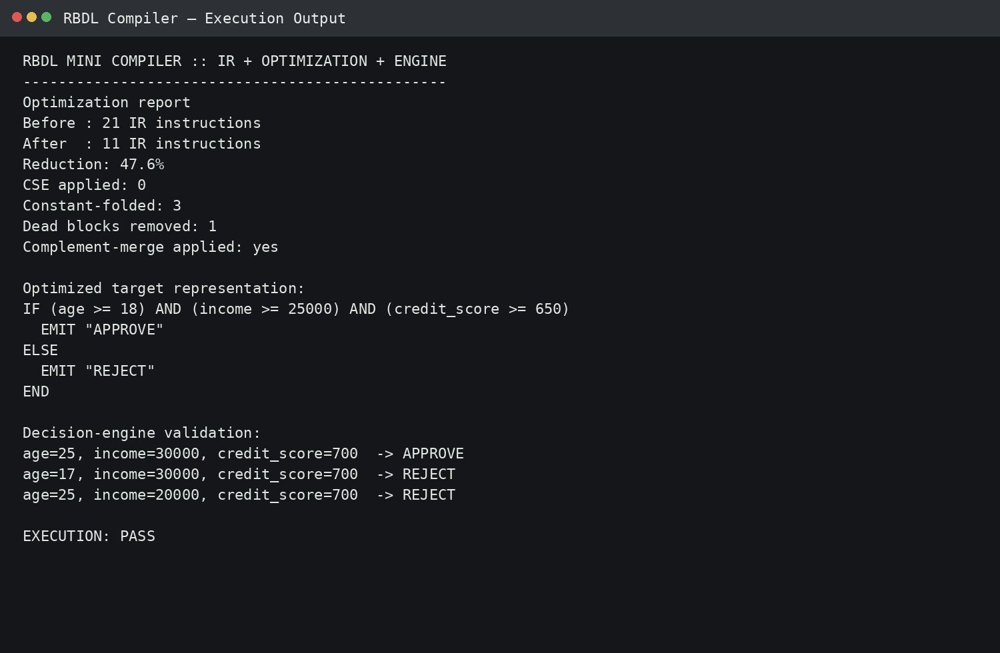 RBDL Compiler — Execution Output
RBDL MINI COMPILER :: IR + OPTIMIZATION + ENGINE
------------------------------------------------
Optimization report
Before : 21 IR instructions
After  : 11 IR instructions
Reduction: 47.6%
CSE applied: 0
Constant-folded: 3
Dead blocks removed: 1
Complement-merge applied: yes
Optimized target representation:
IF (age >= 18) AND (income >= 25000) AND (credit_score >= 650)
  EMIT "APPROVE"
ELSE
  EMIT "REJECT"
END
Decision-engine validation:
age=25, income=30000, credit_score=700  -> APPROVE
age=17, income=30000, credit_score=700  -> REJECT
age=25, income=20000, credit_score=700  -> REJECT
EXECUTION: PASS